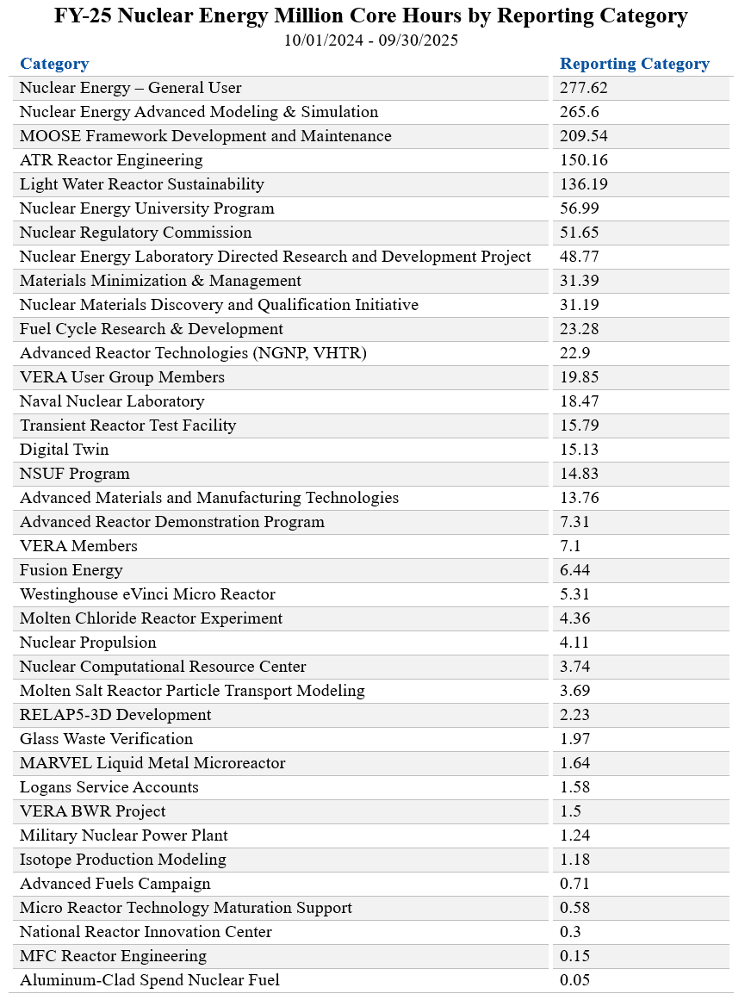 FY-25 Nuclear Energy Million Core Hours by Reporting Category
10/01/2024 - 09/30/2025
Category Reporting Category
Nuclear Energy – General User 277.62
Nuclear Energy Advanced Modeling & Simulation 265.6
MOOSE Framework Development and Maintenance 209.54
ATR Reactor Engineering 150.16
Light Water Reactor Sustainability 136.19
Nuclear Energy University Program 56.99
Nuclear Regulatory Commission 51.65
Nuclear Energy Laboratory Directed Research and Development Project 48.77
Materials Minimization & Management 31.39
Nuclear Materials Discovery and Qualification Initiative 31.19
Fuel Cycle Research & Development 23.28
Advanced Reactor Technologies (NGNP, VHTR) 22.9
VERA User Group Members 19.85
Naval Nuclear Laboratory 18.47
Transient Reactor Test Facility 15.79
Digital Twin 15.13
NSUF Program 14.83
Advanced Materials and Manufacturing Technologies 13.76
Advanced Reactor Demonstration Program 7.31
VERA Members 7.1
Fusion Energy 6.44
Westinghouse eVinci Micro Reactor 5.31
Molten Chloride Reactor Experiment 4.36
Nuclear Propulsion 4.11
Nuclear Computational Resource Center 3.74
Molten Salt Reactor Particle Transport Modeling 3.69
RELAP5-3D Development 2.23
Glass Waste Verification 1.97
MARVEL Liquid Metal Microreactor 1.64
Logans Service Accounts 1.58
VERA BWR Project 1.5
Military Nuclear Power Plant 1.24
Isotope Production Modeling 1.18
Advanced Fuels Campaign 0.71
Micro Reactor Technology Maturation Support 0.58
National Reactor Innovation Center 0.3
MFC Reactor Engineering 0.15
Aluminum-Clad Spend Nuclear Fuel 0.05